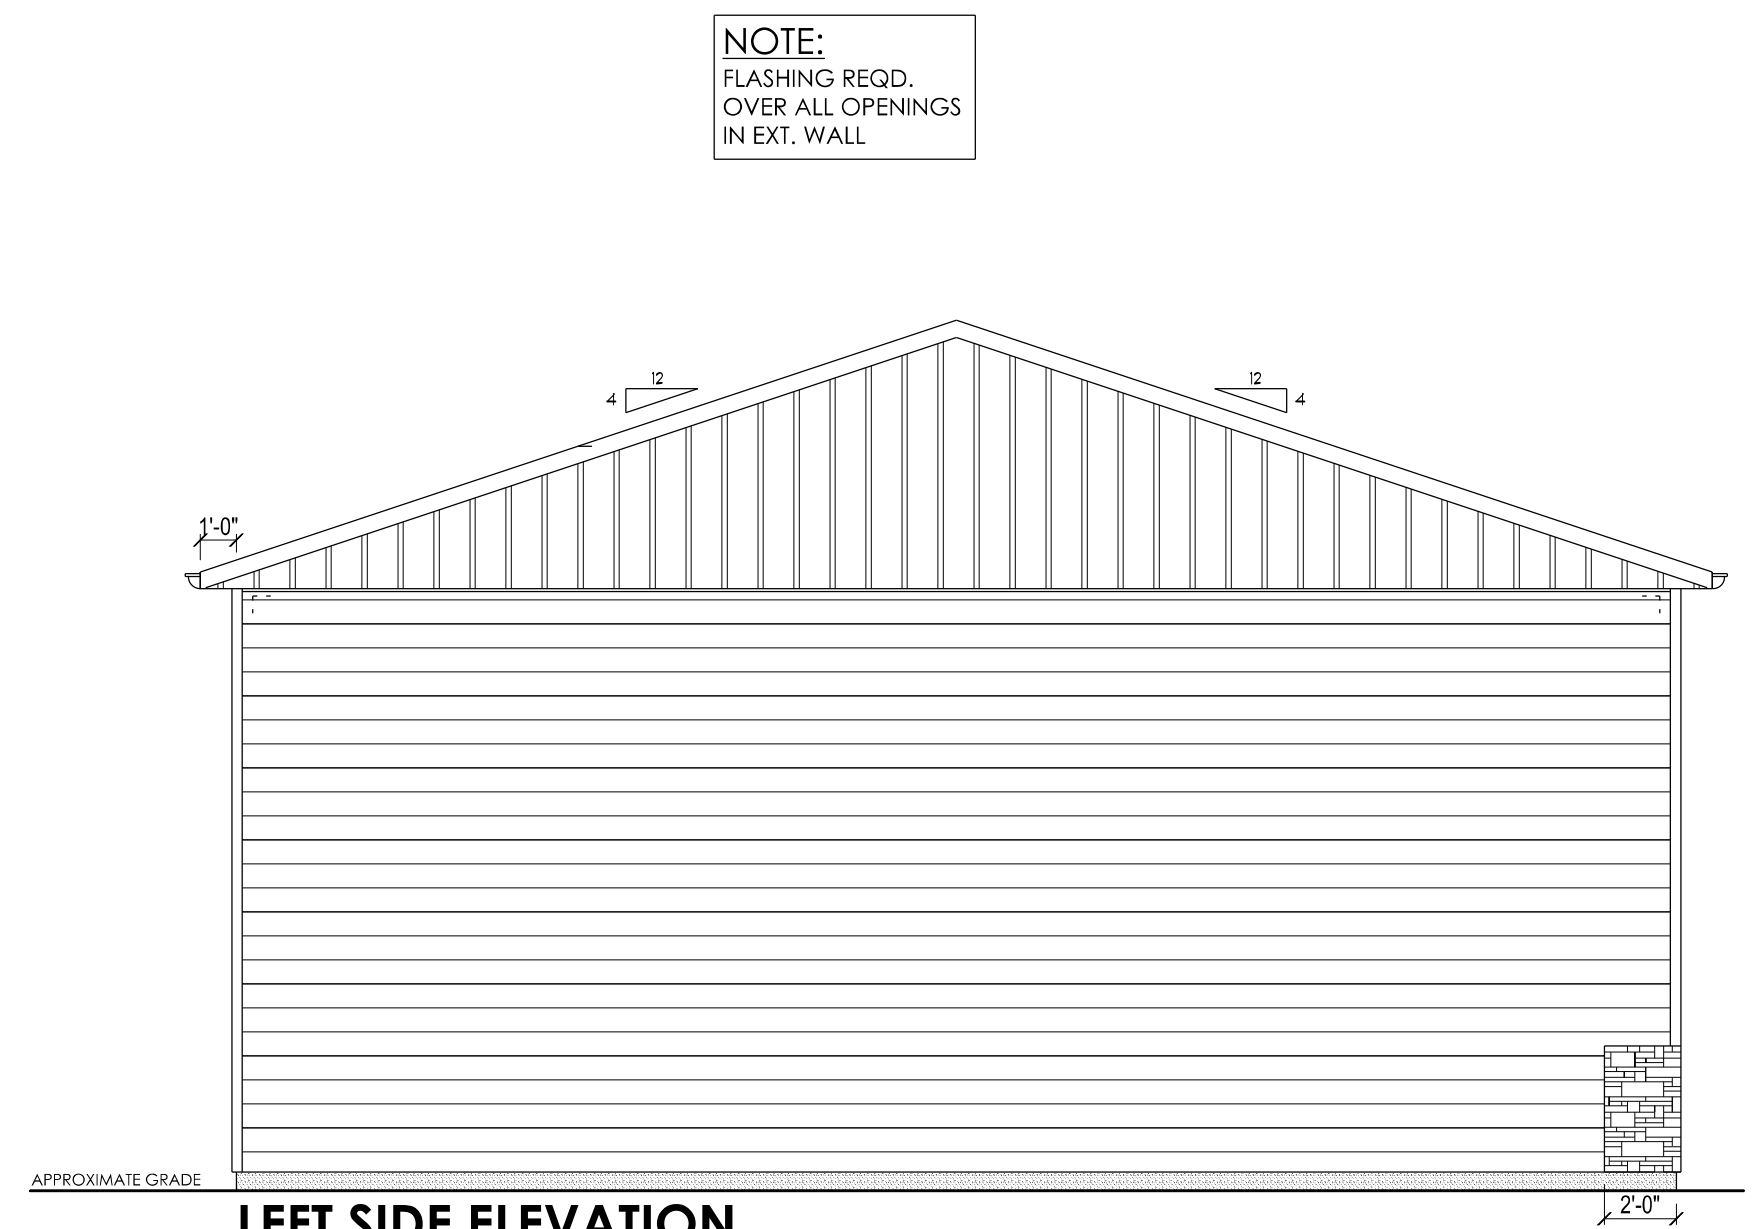 NOTE:
FLASHING REQD.
OVER ALL OPENINGS
IN EXT. WALL
12
4
12
4
1'-0"
APPROXIMATE GRADE
LEFT SIDE ELEVATION
2'-0"